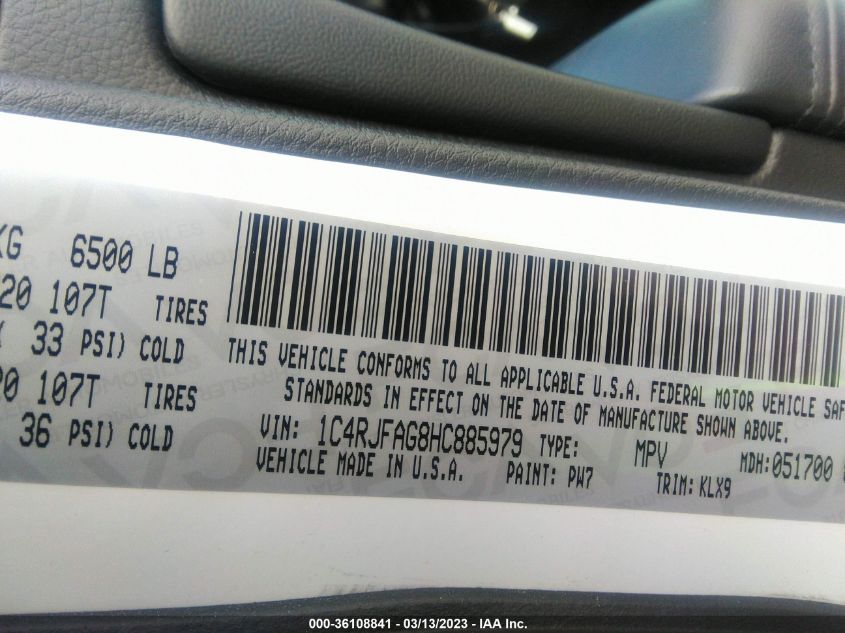 KG 6500 LB
20 107T TIRES
33 PSI) COLD
20 107T TIRES
36 PSI) COLD
THIS VEHICLE CONFORMS TO ALL APPLICABLE U.S.A. FEDERAL MOTOR VEHICLE SAF
STANDARDS IN EFFECT ON THE DATE OF MANUFACTURE SHOWN ABOVE.
VIN: 1C4RJFAG8HC885979 TYPE: MPV MDH:051700
VEHICLE MADE IN U.S.A. PAINT: PW7 TRIM: KLX9
000-36108841 - 03/13/2023 - IAA Inc.